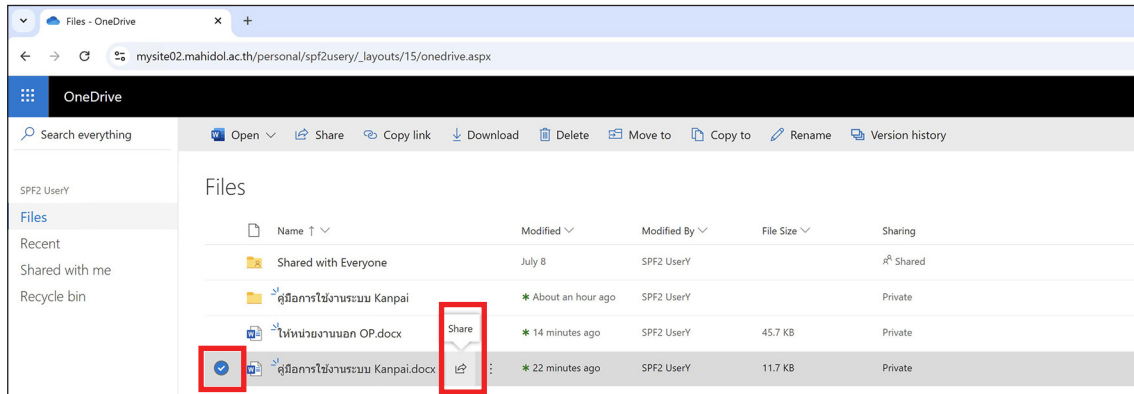 Files - OneDrive
mysite02.mahidol.ac.th/personal/spf2usery/_layouts/15/onedrive.aspx
OneDrive
Search everything Open Share Copy link Download Delete Move to Copy to Rename Version history
SPF2 UserY
Files
Recent
Shared with me
Recycle bin
Files
Name Modified Modified By File Size Sharing
Shared with Everyone July 8 SPF2 UserY Shared
คู่มือการใช้งานระบบ Kanpai About an hour ago SPF2 UserY Private
ให้หน่วยงานนอก OP.docx 14 minutes ago SPF2 UserY 45.7 KB Private
Share
คู่มือการใช้งานระบบ Kanpai.docx 22 minutes ago SPF2 UserY 11.7 KB Private